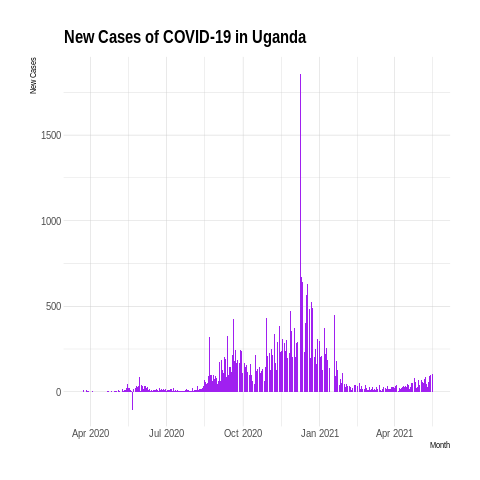 New Cases of COVID-19 in Uganda
New Cases
1500
1000
500
0
Apr 2020 Jul 2020 Oct 2020 Jan 2021 Apr 2021
Month